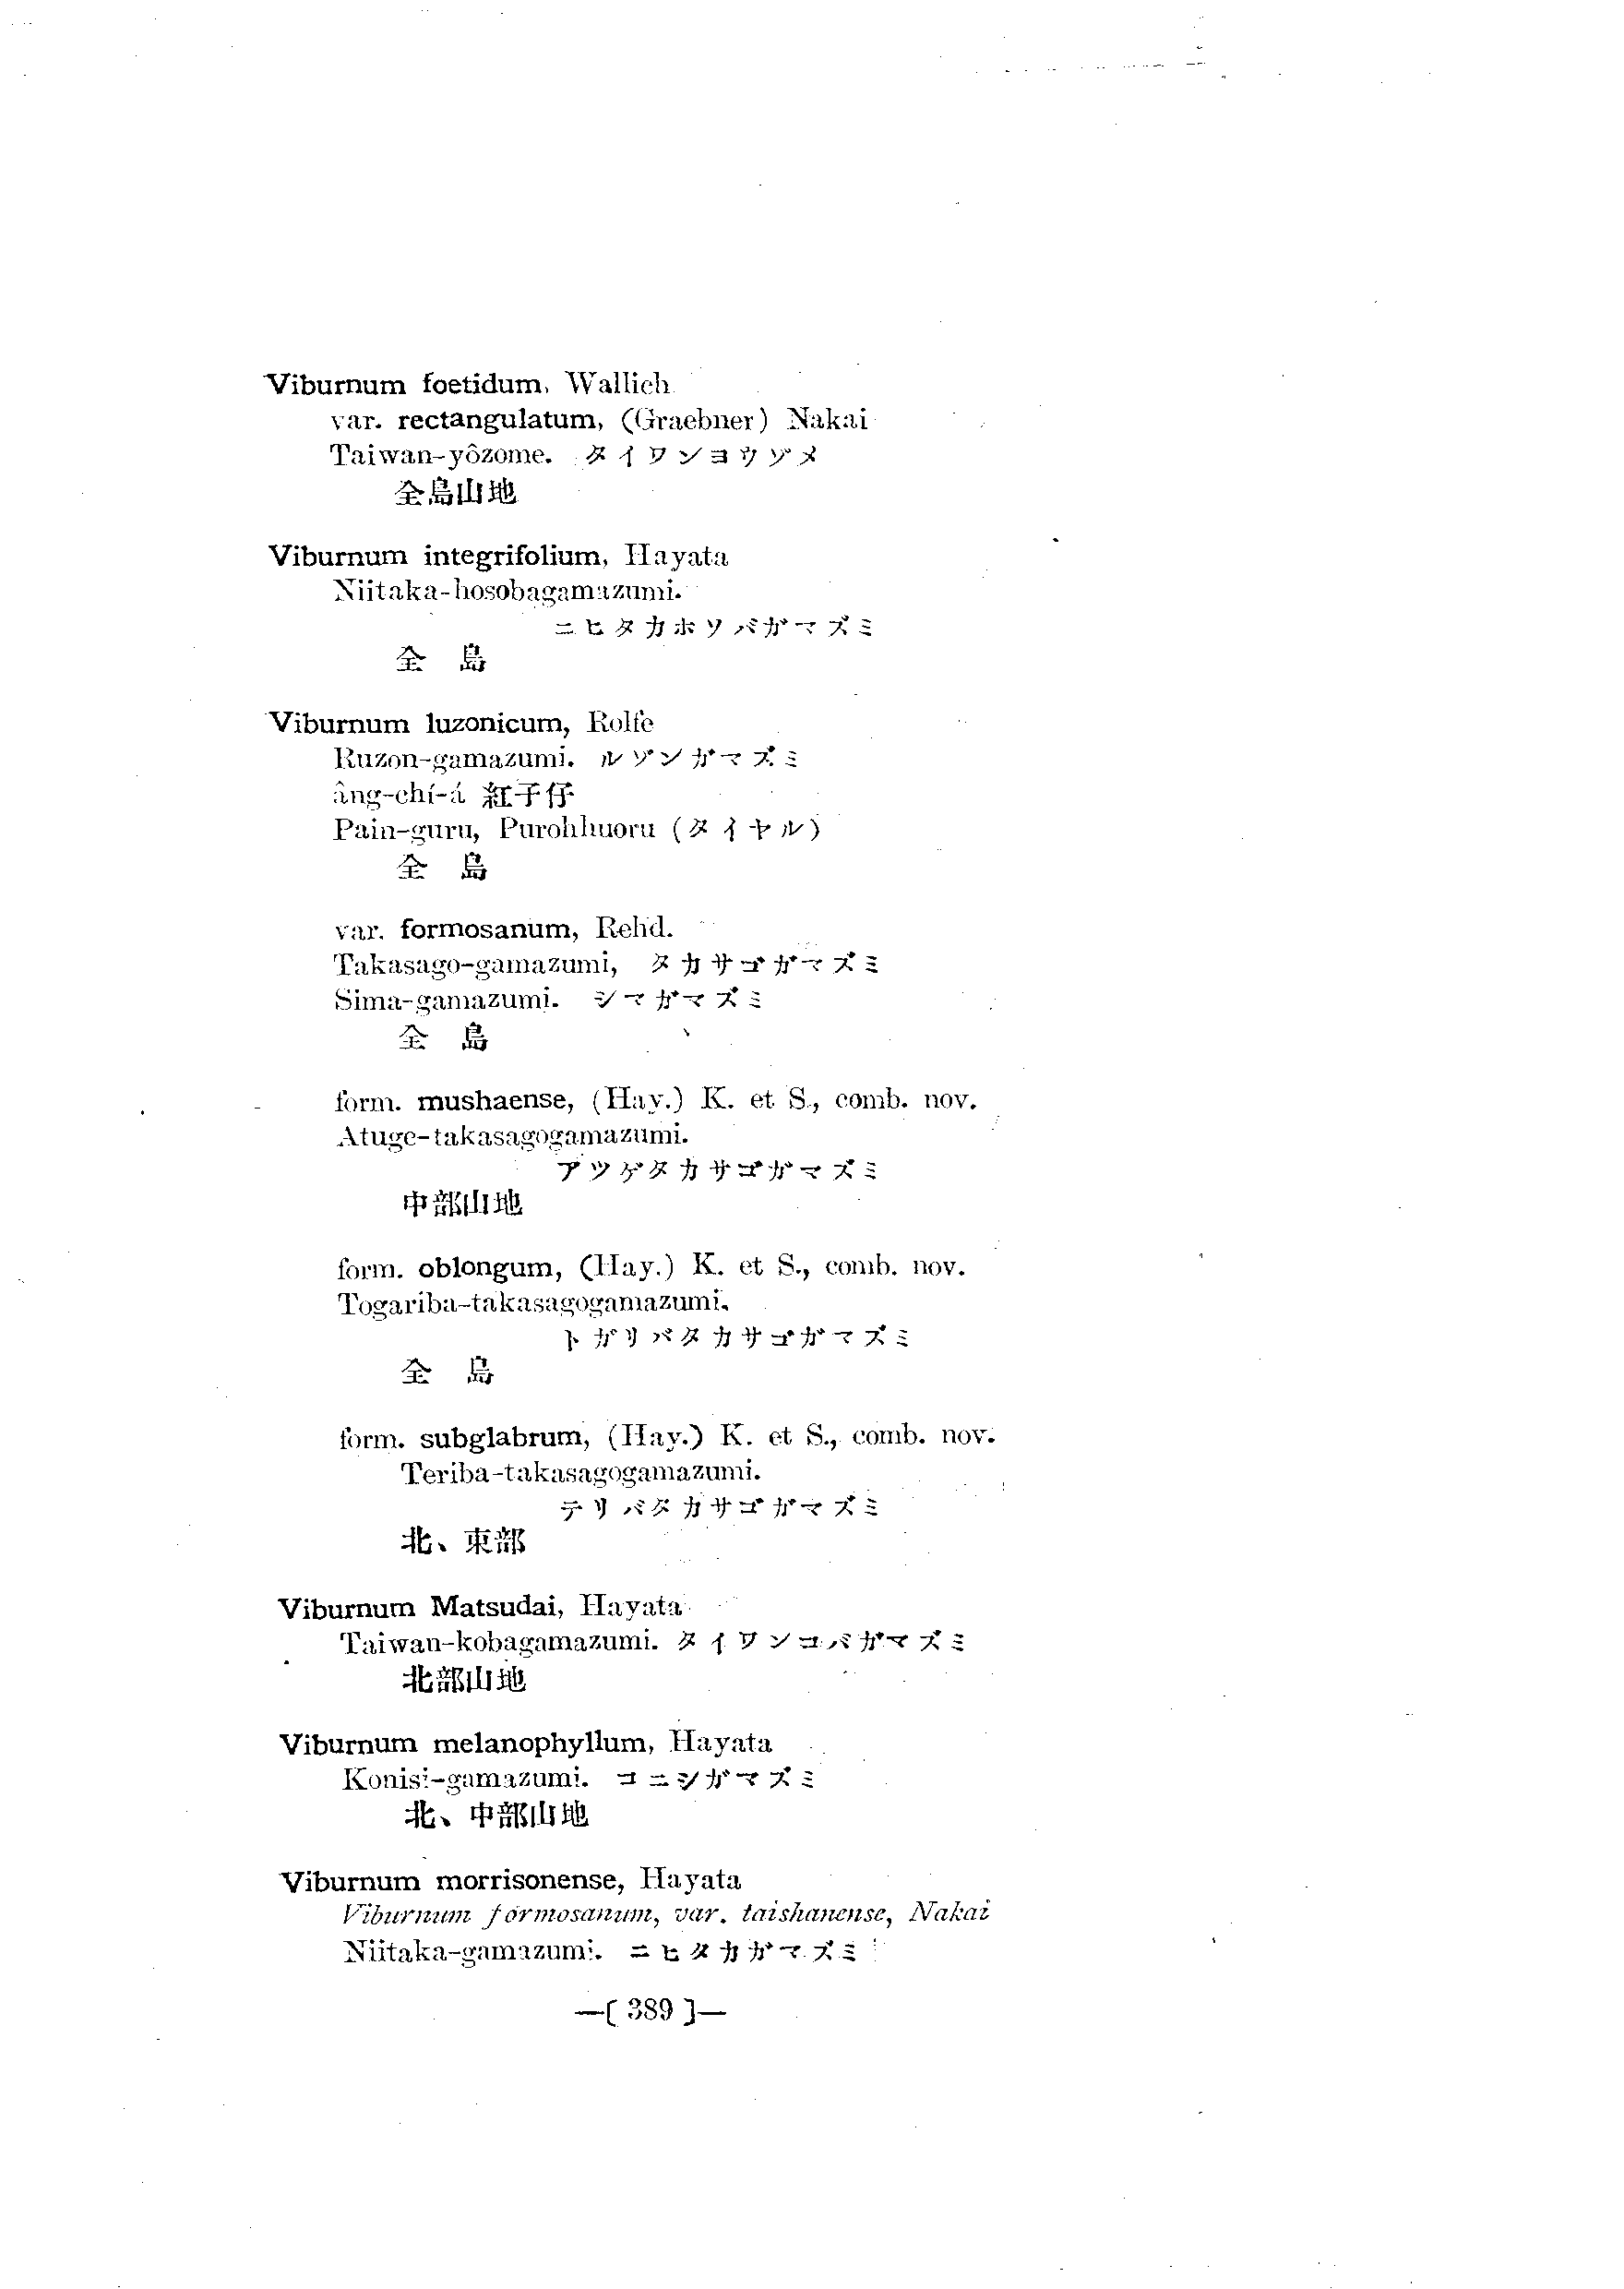 Viburnum foetidum, Wallich
var. rectangulatum, (Graebner) Nakai
Taiwan-yôzome. タイワンヨウゾメ
全島山地
Viburnum integrifolium, Hayata
Niitaka-hosobagamazumi.
ニヒタカホソバガマズミ
全 島
Viburnum luzonicum, Rolfe
Ruzon-gamazumi. ルゾンガマズミ
âng-chí-á 紅子仔
Pain-guru, Purohhuoru (タイヤル)
全 島
var. formosanum, Rehd.
Takasago-gamazumi, タカサゴガマズミ
Sima-gamazumi. シマガマズミ
全 島
form. mushaense, (Hay.) K. et S., comb. nov.
Atuge-takasagogamazumi.
アツゲタカサゴガマズミ
中部山地
form. oblongum, (Hay.) K. et S., comb. nov.
Togariba-takasagogamazumi.
トガリバタカサゴガマズミ
全 島
form. subglabrum, (Hay.) K. et S., comb. nov.
Teriba-takasagogamazumi.
テリバタカサゴガマズミ
北、東部
Viburnum Matsudai, Hayata
Taiwan-kobagamazumi. タイワンコバガマズミ
北部山地
Viburnum melanophyllum, Hayata
Konisi-gamazumi. コニシガマズミ
北、中部山地
Viburnum morrisonense, Hayata
Viburnum formosanum, var. taishanense, Nakai
Niitaka-gamazumi. ニヒタカガマズミ
—[ 389 ]—